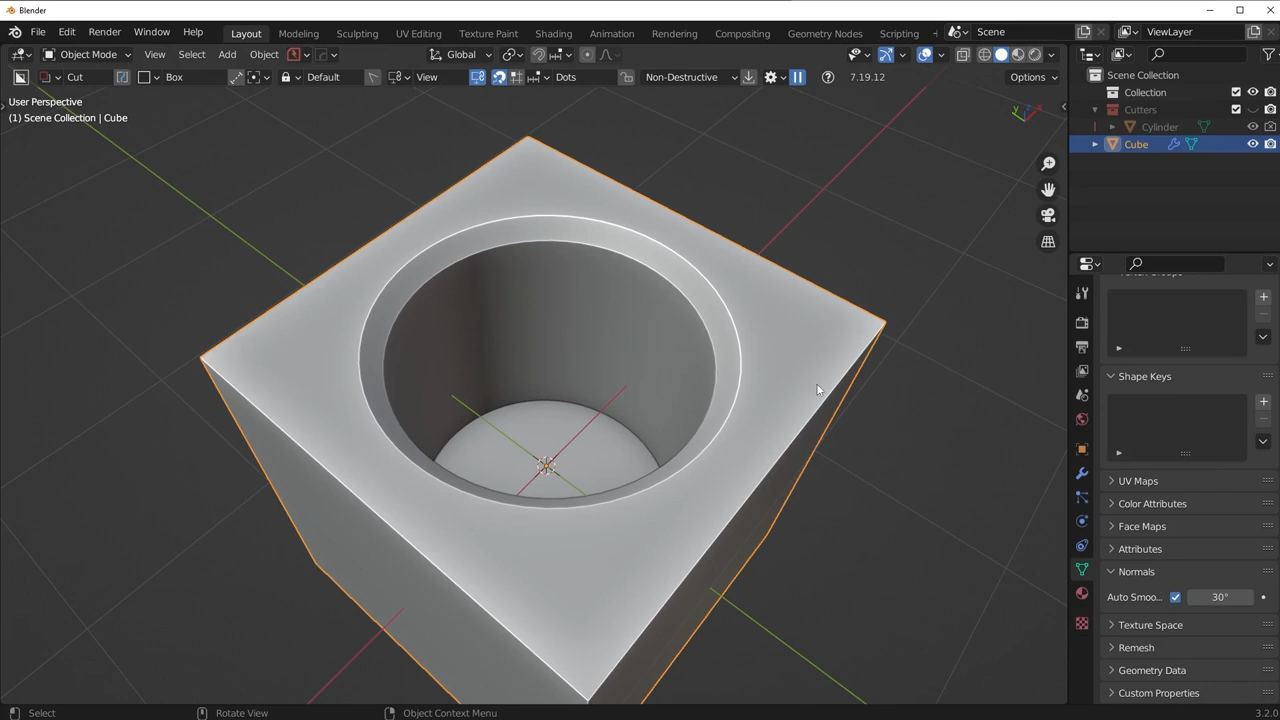 Blender
File Edit Render Window Help Layout Modeling Sculpting UV Editing Texture Paint Shading Animation Rendering Compositing Geometry Nodes Scripting Scene ViewLayer
Object Mode View Select Add Object Global
Cut Box Default View Dots Non-Destructive 7.19.12 Options
User Perspective
(1) Scene Collection | Cube
Scene Collection
Collection
Cutters
Cylinder
Cube
Shape Keys
UV Maps
Color Attributes
Face Maps
Attributes
Normals
Auto Smoo... 30°
Texture Space
Remesh
Geometry Data
Custom Properties
Select Rotate View Object Context Menu 3.2.0